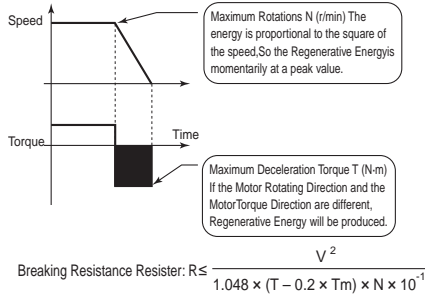 Speed
Maximum Rotations N (r/min) The
energy is proportional to the square of
the speed,So the Regenerative Energyis
momentarily at a peak value.
Torque
Time
Maximum Deceleration Torque T (N·m)
If the Motor Rotating Direction and the
MotorTorque Direction are different,
Regenerative Energy will be produced.
Breaking Resistance Resister: R≤ V²
1.048 × (T – 0.2 × Tm) × N × 10⁻¹